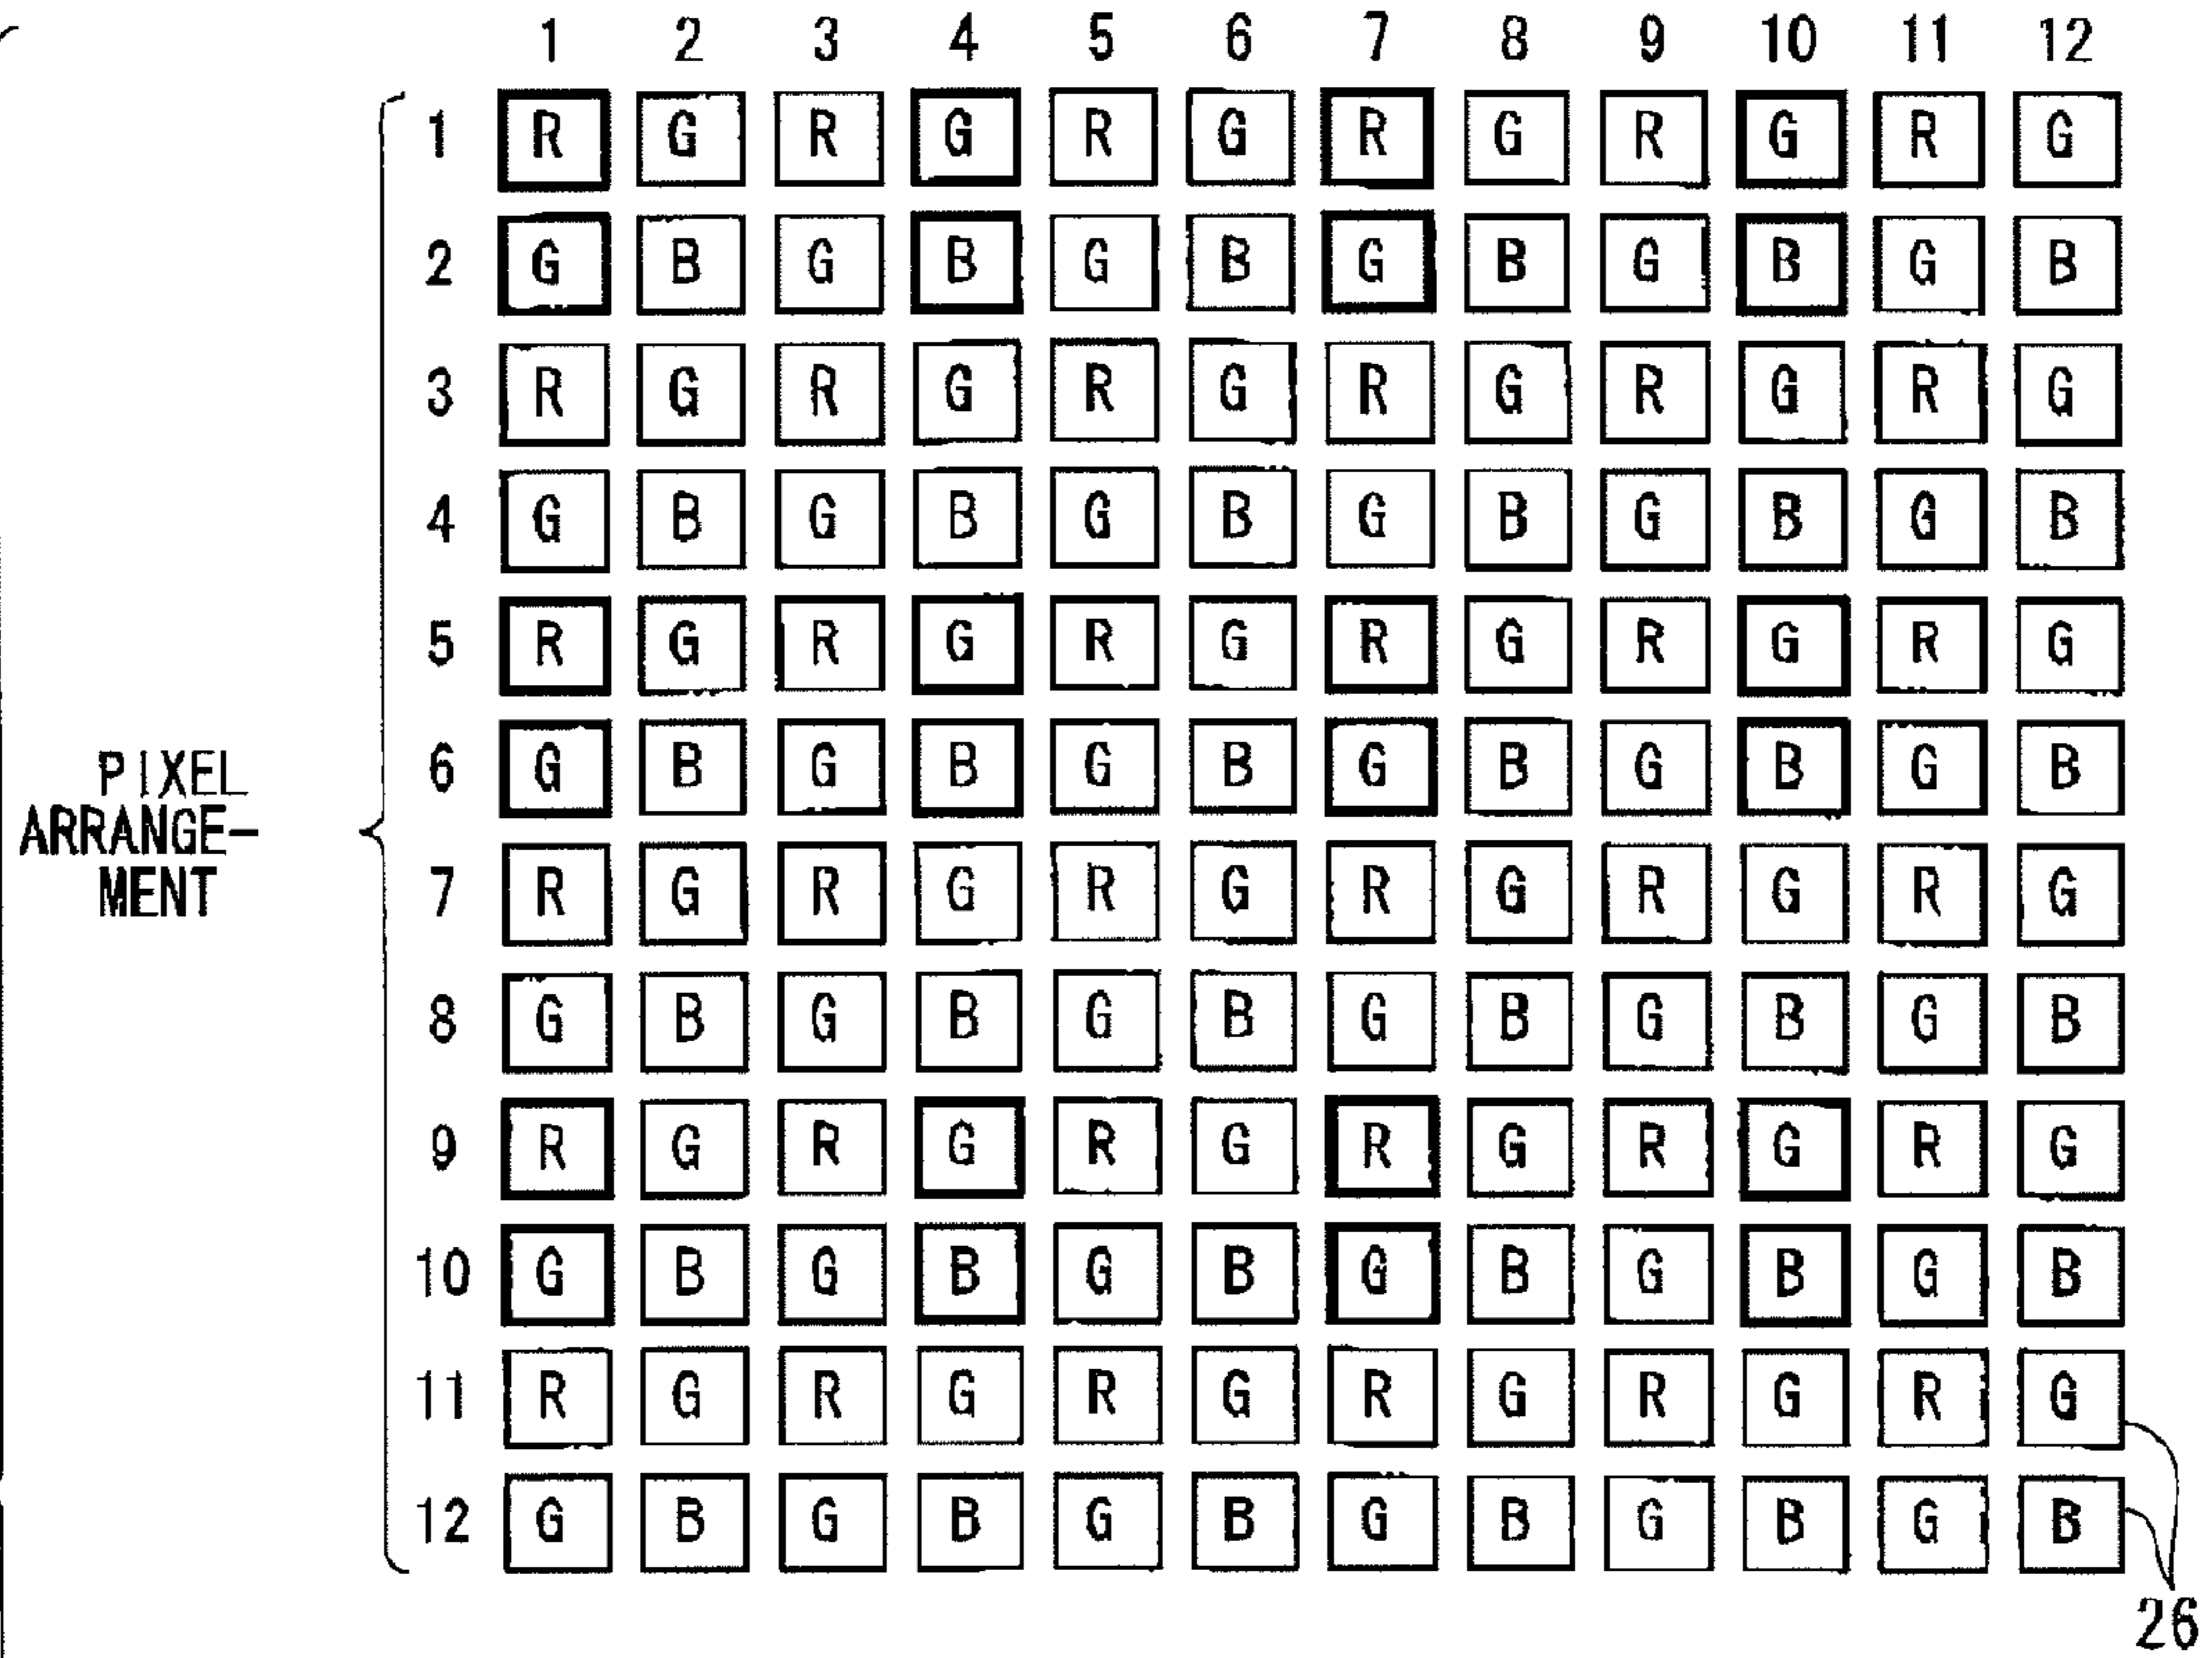 1 2 3 4 5 6 7 8 9 10 11 12
1 R G R G R G R G R G R G
2 G B G B G B G B G B G B
3 R G R G R G R G R G R G
4 G B G B G B G B G B G B
5 R G R G R G R G R G R G
6 G B G B G B G B G B G B
PIXEL
ARRANGE-
MENT
7 R G R G R G R G R G R G
8 G B G B G B G B G B G B
9 R G R G R G R G R G R G
10 G B G B G B G B G B G B
11 R G R G R G R G R G R G
12 G B G B G B G B G B G B
26